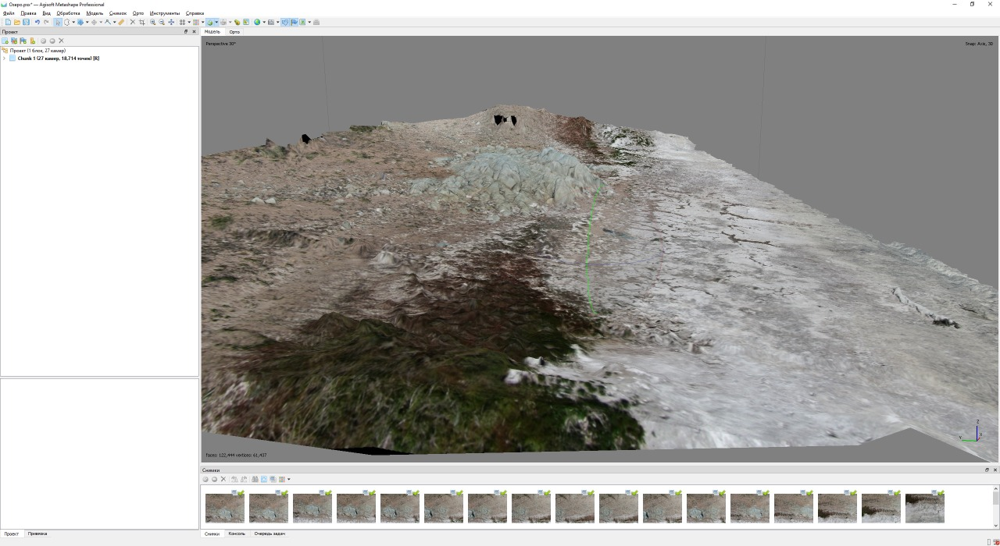 Озеро.psx* — Agisoft Metashape Professional
Файл Правка Вид Обработка Модель Снимок Орто Инструменты Справка
Проект
Модель Орто
Проект (1 блок, 27 камер)
Chunk 1 (27 камер, 18,714 точек) [R]
Perspective 30°
Snap: Axis, 3D
Z
X
Y
faces: 122,444 vertices: 61,437
Снимки
Проект Привязка
Снимки Консоль Очередь задач